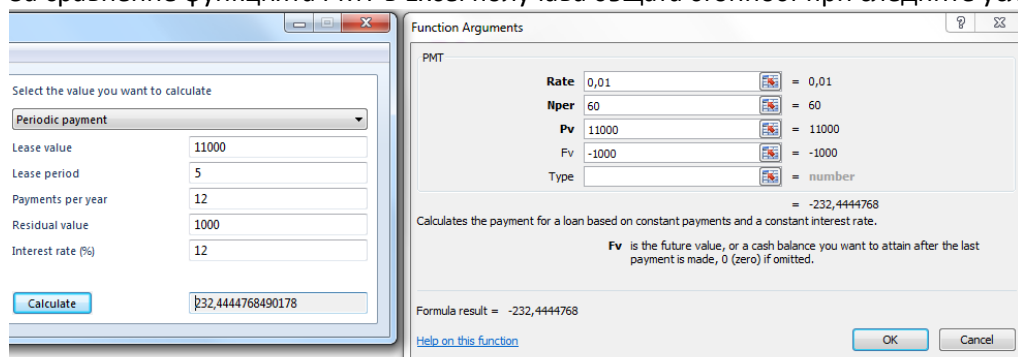 Function Arguments
Select the value you want to calculate
Periodic payment
Lease value 11000
Lease period 5
Payments per year 12
Residual value 1000
Interest rate (%) 12
Calculate 232,4444768490178
PMT
Rate 0,01 = 0,01
Nper 60 = 60
Pv 11000 = 11000
Fv -1000 = -1000
Type = number
= -232,4444768
Calculates the payment for a loan based on constant payments and a constant interest rate.
Fv is the future value, or a cash balance you want to attain after the last
payment is made, 0 (zero) if omitted.
Formula result = -232,4444768
Help on this function OK Cancel